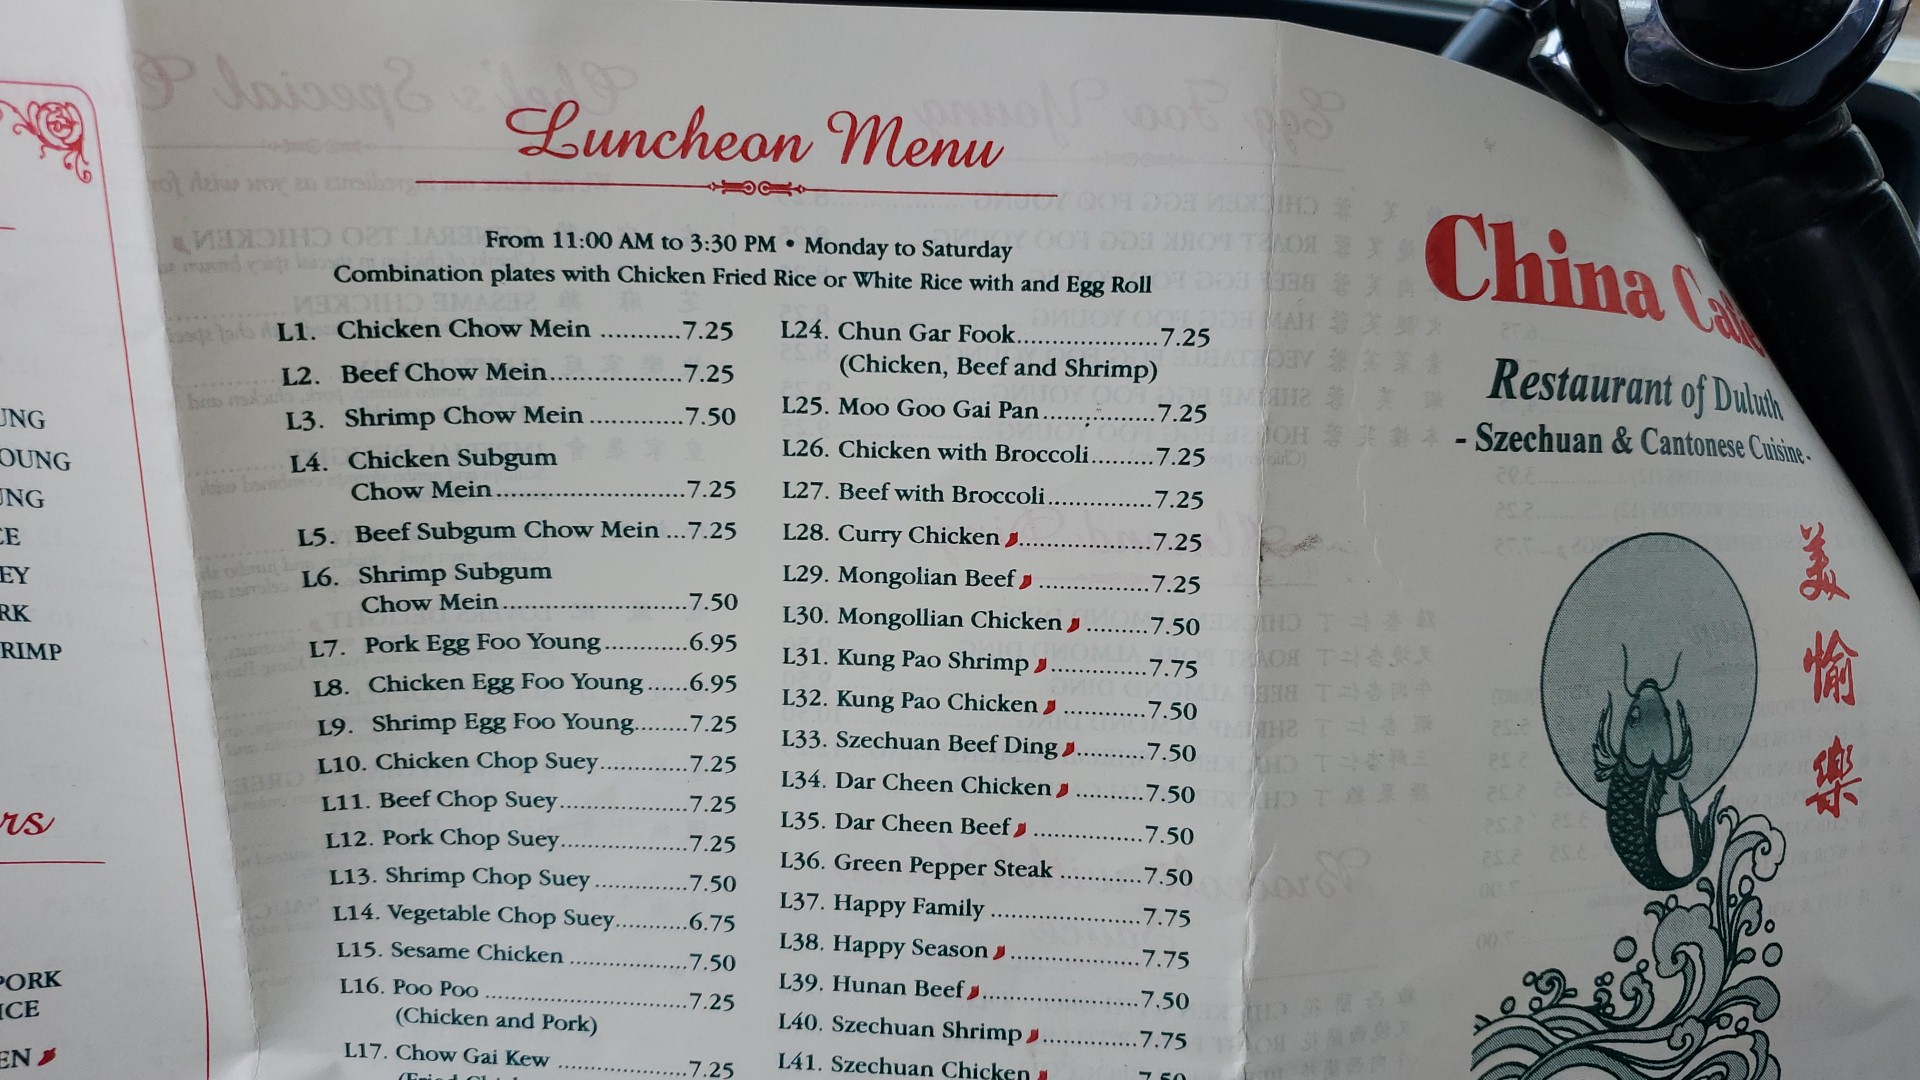 Luncheon Menu
From 11:00 AM to 3:30 PM • Monday to Saturday
Combination plates with Chicken Fried Rice or White Rice with and Egg Roll
L1. Chicken Chow Mein ...........7.25
L2. Beef Chow Mein..................7.25
L3. Shrimp Chow Mein .............7.50
L4. Chicken Subgum
Chow Mein..........................7.25
L5. Beef Subgum Chow Mein ...7.25
L6. Shrimp Subgum
Chow Mein..........................7.50
L7. Pork Egg Foo Young............6.95
L8. Chicken Egg Foo Young ......6.95
L9. Shrimp Egg Foo Young........7.25
L10. Chicken Chop Suey.............7.25
L11. Beef Chop Suey...................7.25
L12. Pork Chop Suey...................7.25
L13. Shrimp Chop Suey ..............7.50
L14. Vegetable Chop Suey...........6.75
L15. Sesame Chicken ..................7.50
L16. Poo Poo ...............................7.25
(Chicken and Pork)
L17. Chow Gai Kew ....................7.25
L24. Chun Gar Fook....................7.25
(Chicken, Beef and Shrimp)
L25. Moo Goo Gai Pan................7.25
L26. Chicken with Broccoli.........7.25
L27. Beef with Broccoli...............7.25
L28. Curry Chicken ...................7.25
L29. Mongolian Beef ................7.25
L30. Mongollian Chicken .........7.50
L31. Kung Pao Shrimp ..............7.75
L32. Kung Pao Chicken ............7.50
L33. Szechuan Beef Ding..........7.50
L34. Dar Cheen Chicken ..........7.50
L35. Dar Cheen Beef ................7.50
L36. Green Pepper Steak ............7.50
L37. Happy Family .....................7.75
L38. Happy Season ...................7.75
L39. Hunan Beef.......................7.50
L40. Szechuan Shrimp ..............7.75
L41. Szechuan Chicken
China Cafe
Restaurant of Duluth
- Szechuan & Cantonese Cuisine -
美
愉
樂
UNG
OUNG
UNG
CE
EY
RK
RIMP
rs
PORK
ICE
EN